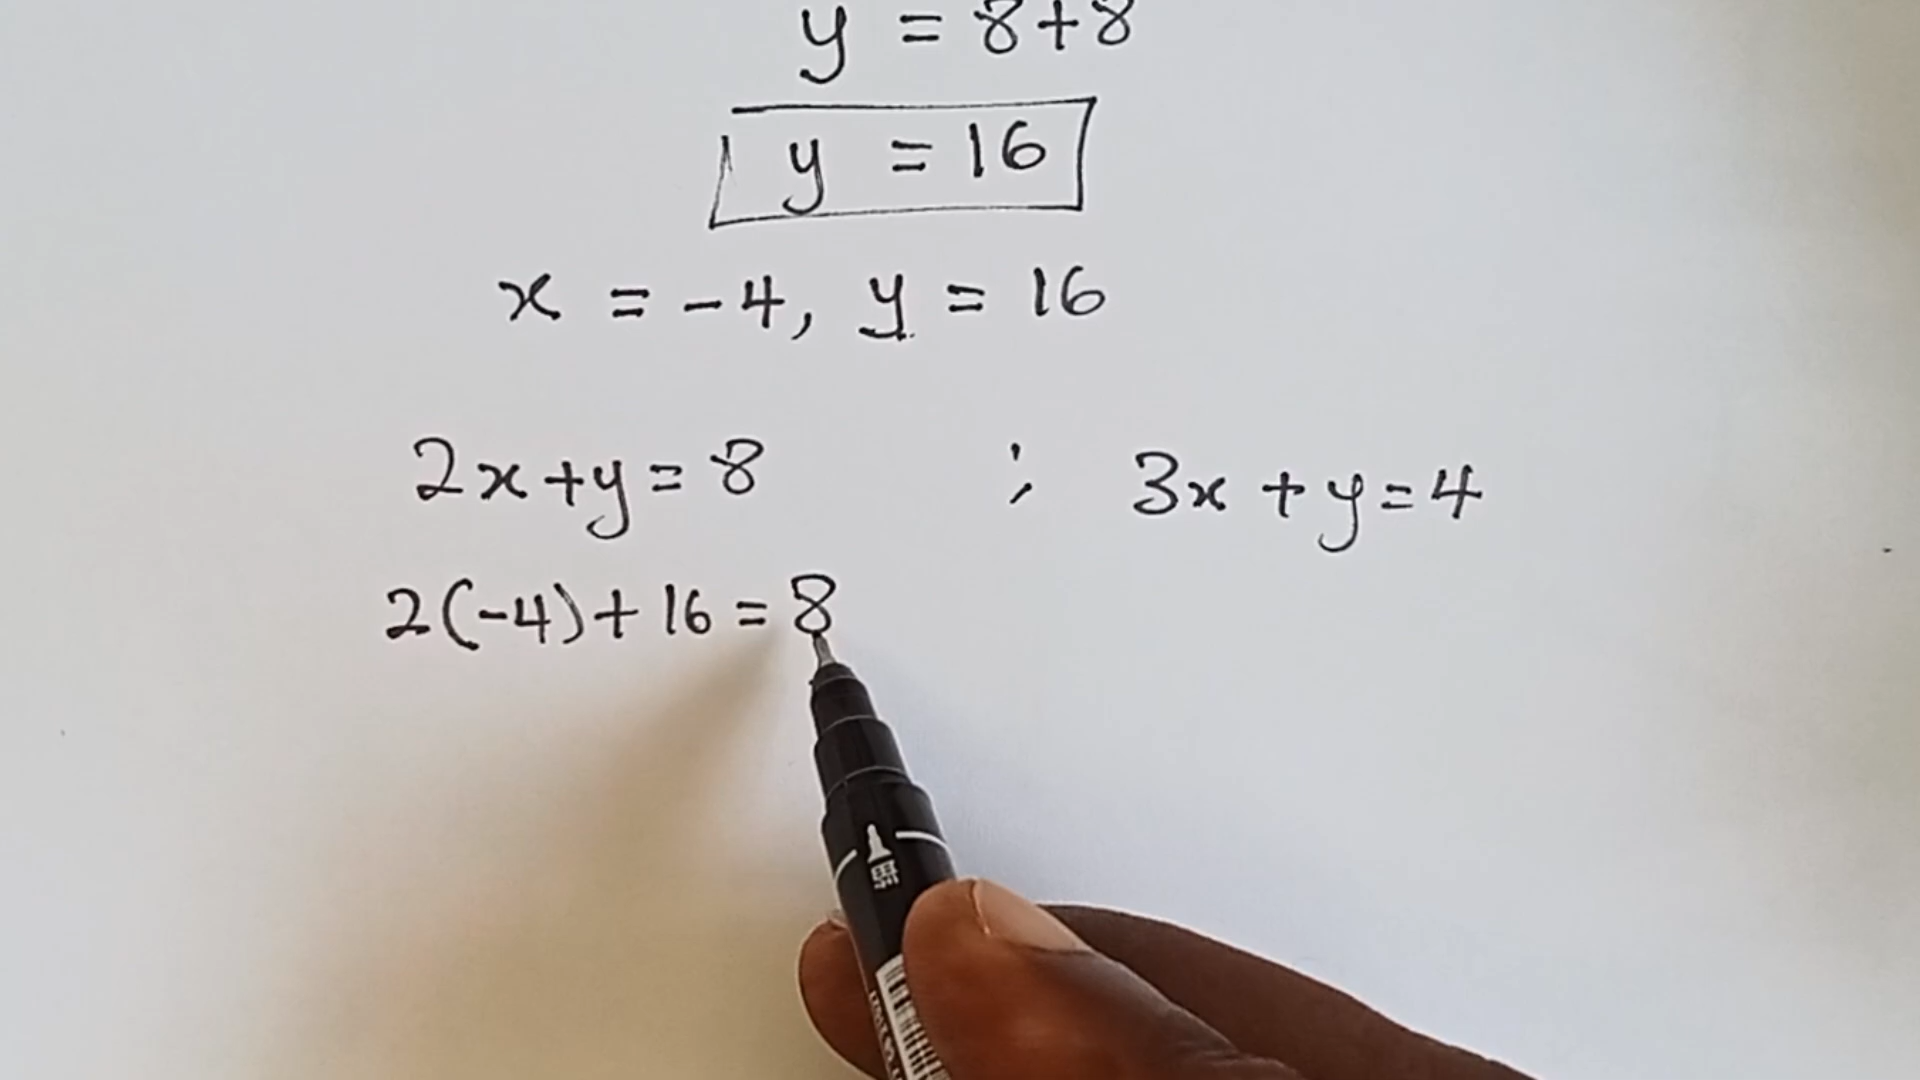 y = 8+8
y = 16
x = -4, y = 16
2x+y=8 ; 3x+y=4
2(-4)+16=8